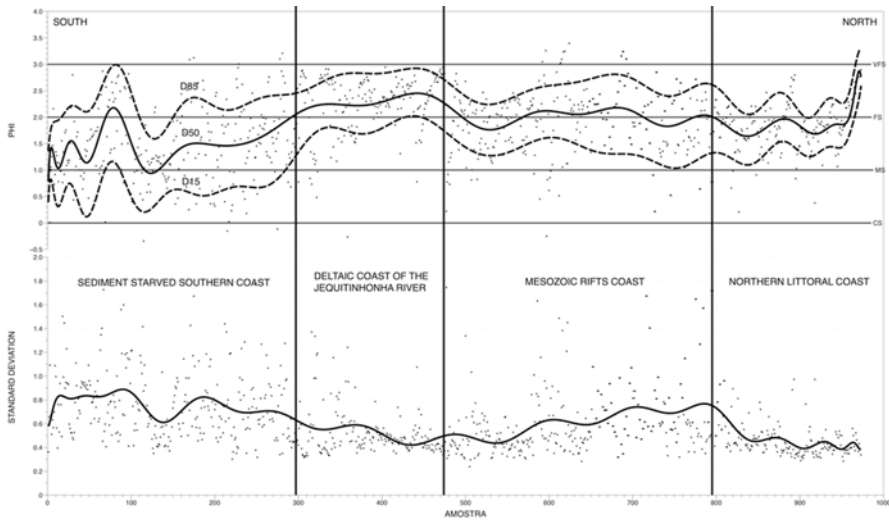 SOUTH
NORTH
4.0
3.5
3.0
2.5
2.0
1.5
1.0
0.5
0
−0.5
PHI
VFS
FS
MS
CS
D85
D50
D15
2.0
1.8
1.6
1.4
1.2
1.0
0.8
0.6
0.4
0.2
0
STANDARD DEVIATION
SEDIMENT STARVED SOUTHERN COAST
DELTAIC COAST OF THE
JEQUITINHONHA RIVER
MESOZOIC RIFTS COAST
NORTHERN LITTORAL COAST
0 100 200 300 400 500 600 700 800 900 1000
AMOSTRA